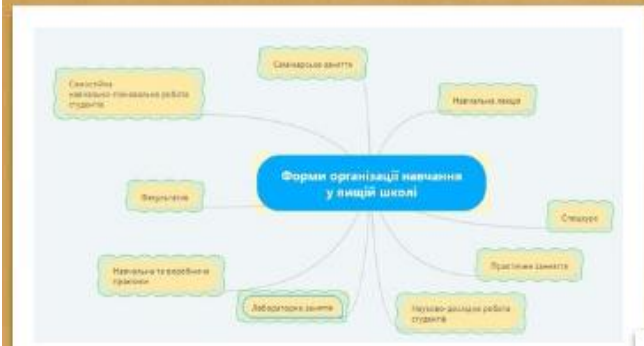 Семінарське заняття
Самостійна
навчально-пізнавальна робота
студентів
Навчальна лекція
Форми організації навчання
у вищій школі
Факультатив
Спецкурс
Навчальна та виробнича
практики
Практичне заняття
Лабораторне заняття
Науково-дослідна робота
студентів